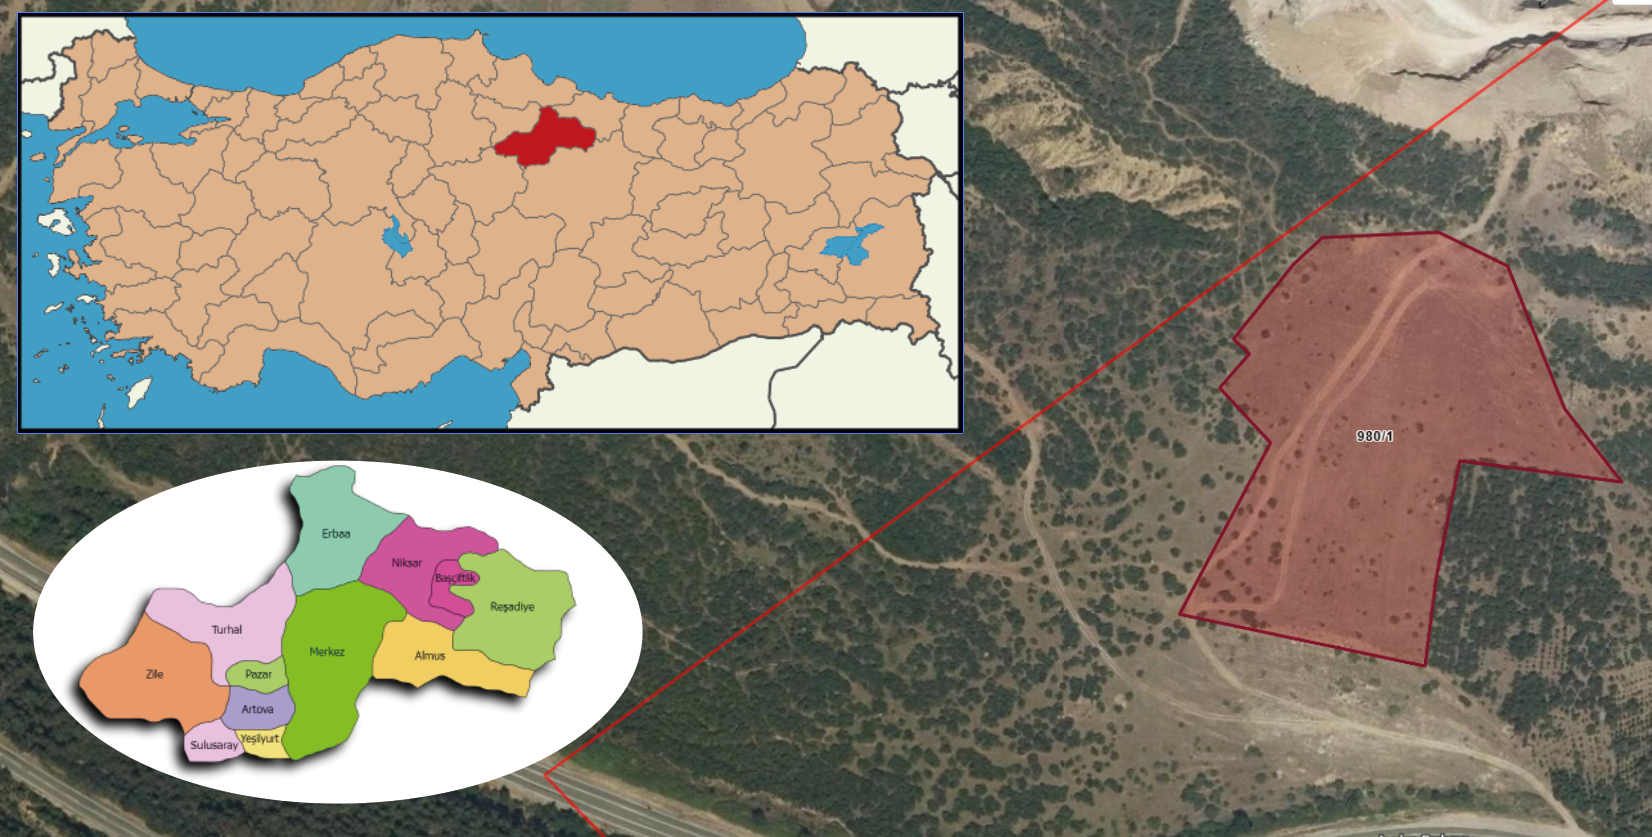 980/1
Erbaa
Niksar
Başçiftlik
Reşadiye
Turhal
Merkez
Almus
Zile
Pazar
Artova
Sulusaray
Yeşilyurt